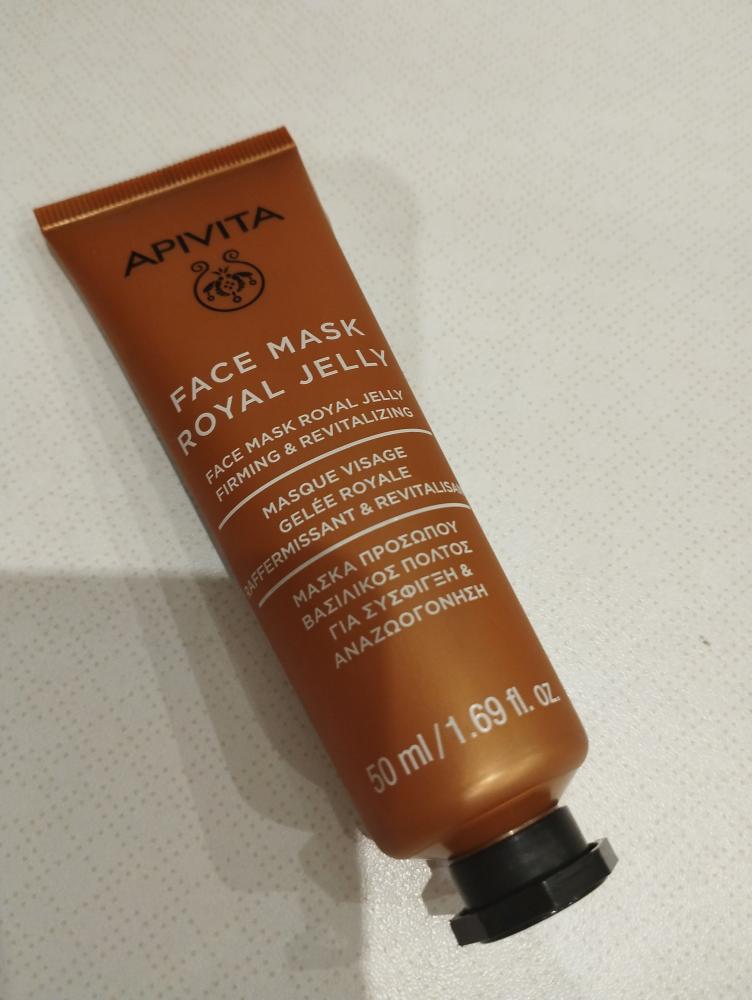 APIVITA
FACE MASK
ROYAL JELLY
FACE MASK ROYAL JELLY
FIRMING & REVITALIZING
MASQUE VISAGE
GELÉE ROYALE
RAFFERMISSANT & REVITALISANT
ΜΑΣΚΑ ΠΡΟΣΩΠΟΥ
ΒΑΣΙΛΙΚΟΣ ΠΟΛΤΟΣ
ΓΙΑ ΣΥΣΦΙΓΞΗ &
ΑΝΑΖΩΟΓΟΝΗΣΗ
50 ml / 1.69 fl. oz.